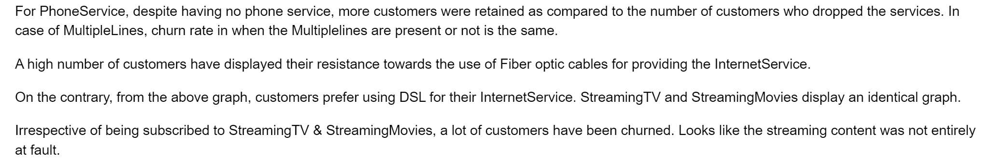 For PhoneService, despite having no phone service, more customers were retained as compared to the number of customers who dropped the services. In
case of MultipleLines, churn rate in when the Multiplelines are present or not is the same.
A high number of customers have displayed their resistance towards the use of Fiber optic cables for providing the InternetService.
On the contrary, from the above graph, customers prefer using DSL for their InternetService. StreamingTV and StreamingMovies display an identical graph.
Irrespective of being subscribed to StreamingTV & StreamingMovies, a lot of customers have been churned. Looks like the streaming content was not entirely
at fault.